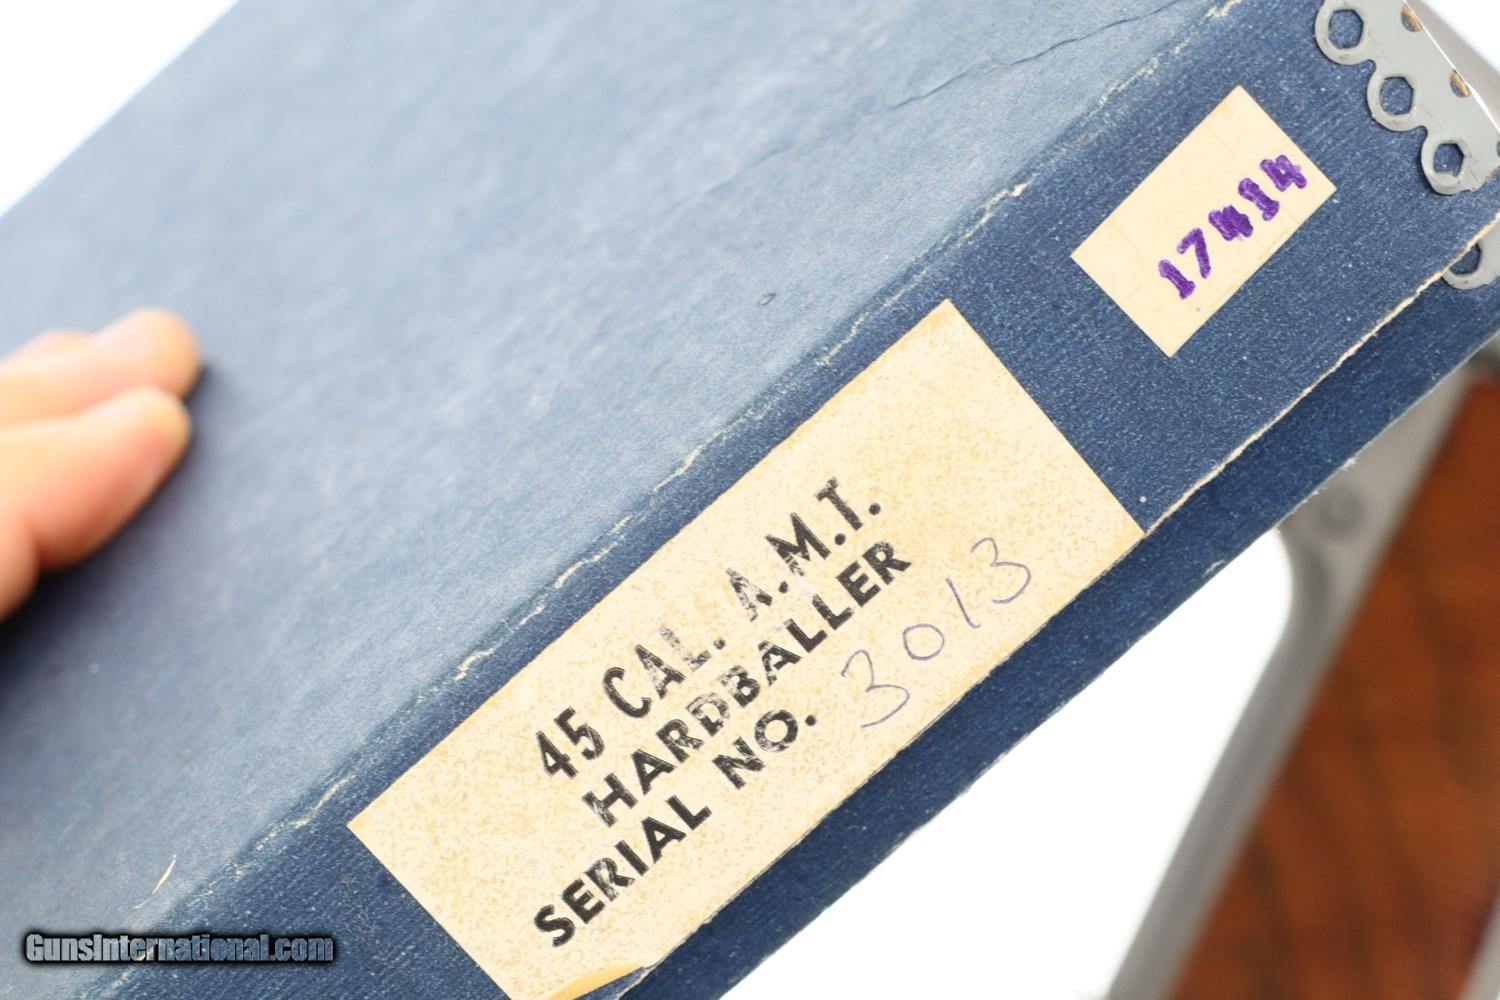 17414
45 CAL. A.M.T.
HARDBALLER
SERIAL NO. 3013
GunsInternational.com